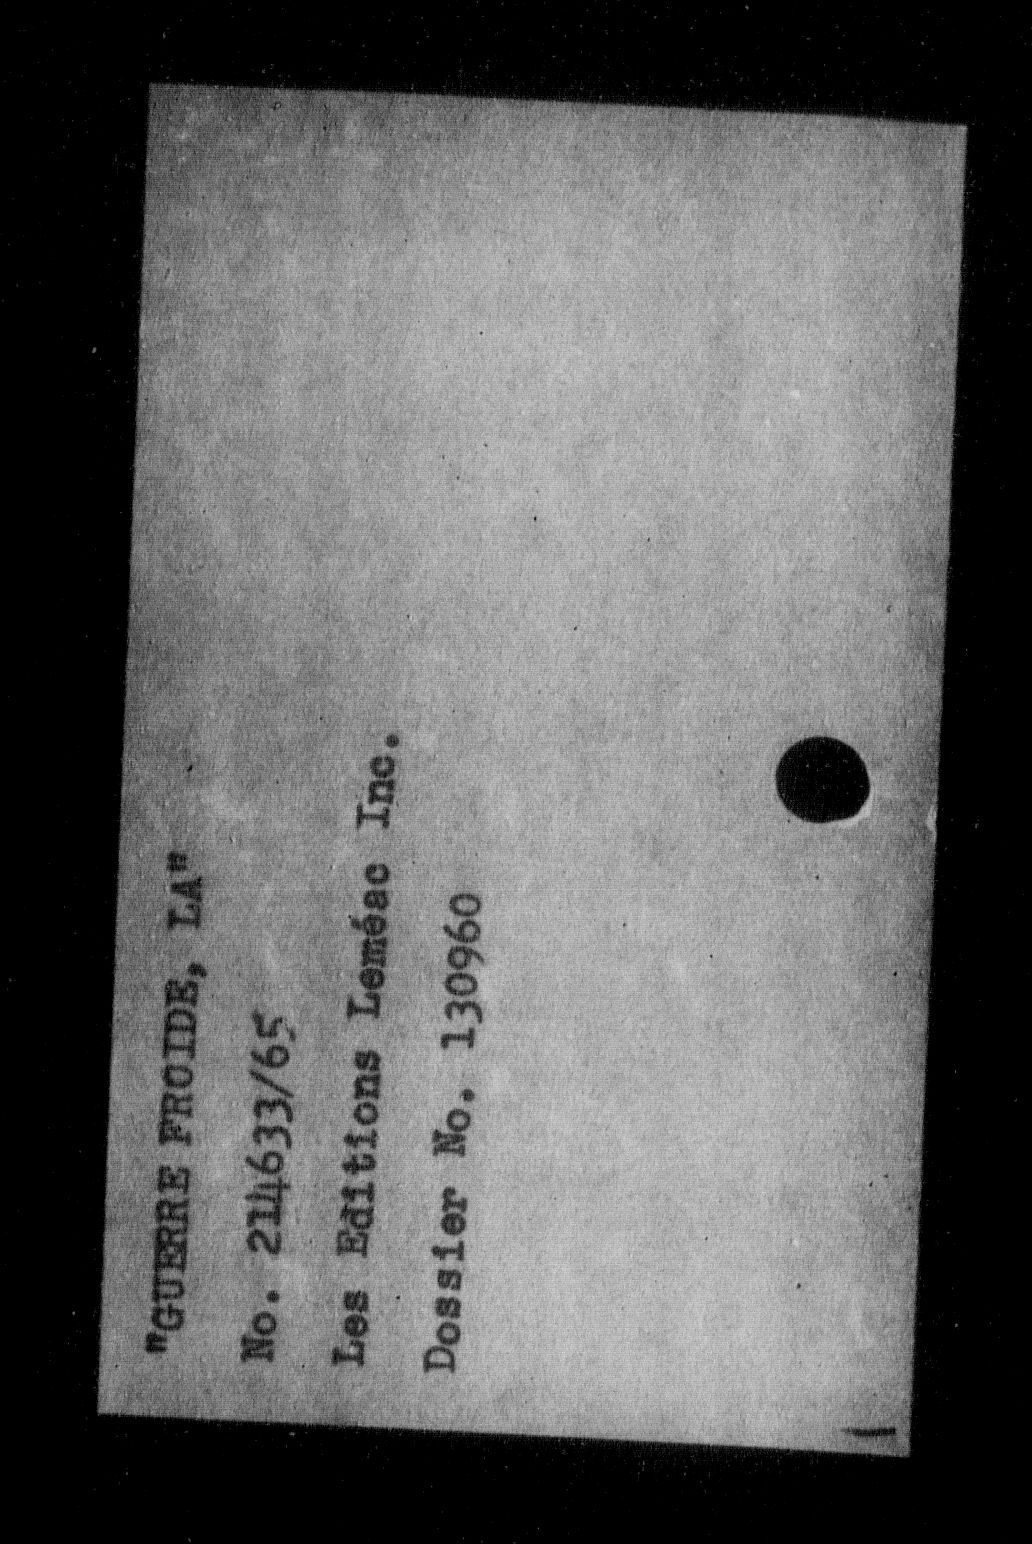 "GUERRE FROIDE, LA"
No. 214633/65
Les Editions Leméac Inc.
Dossier No. 130960